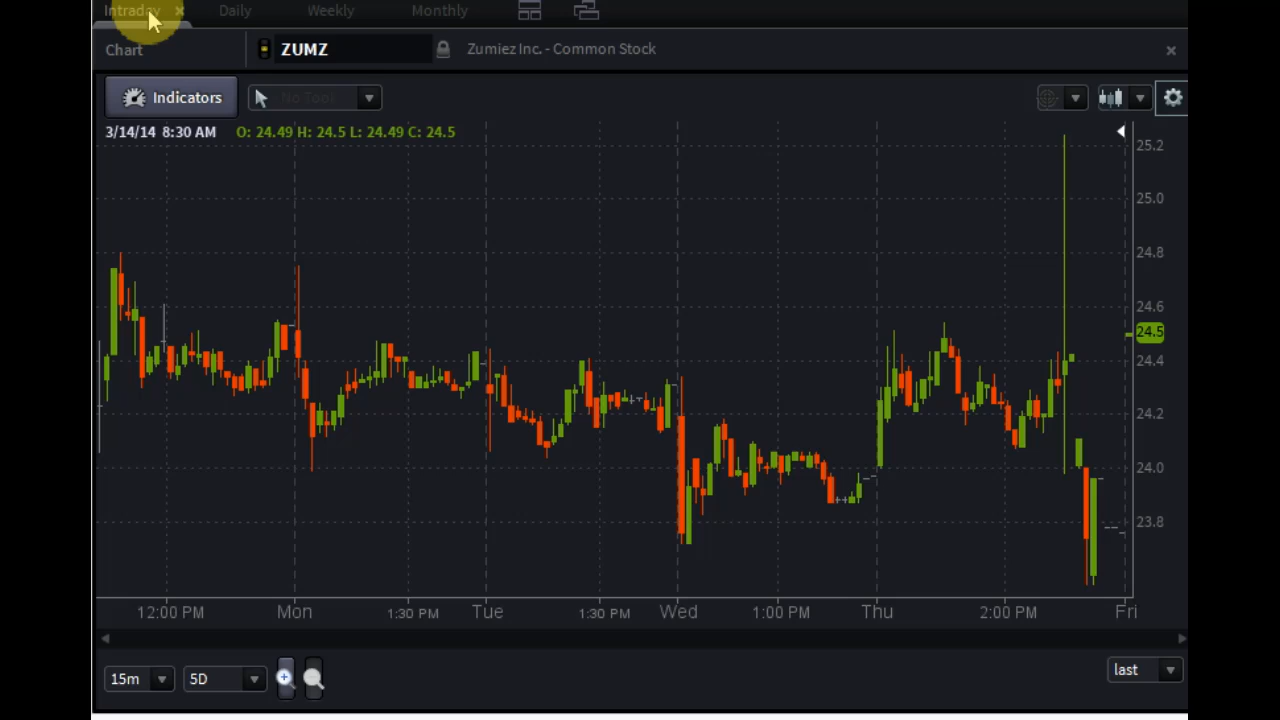 Intraday × Daily Weekly Monthly
Chart ZUMZ Zumiez Inc. - Common Stock ×
Indicators No Tool
3/14/14 8:30 AM O: 24.49 H: 24.5 L: 24.49 C: 24.5
25.2
25.0
24.8
24.6
24.5
24.4
24.2
24.0
23.8
12:00 PM Mon 1:30 PM Tue 1:30 PM Wed 1:00 PM Thu 2:00 PM Fri
15m 5D last